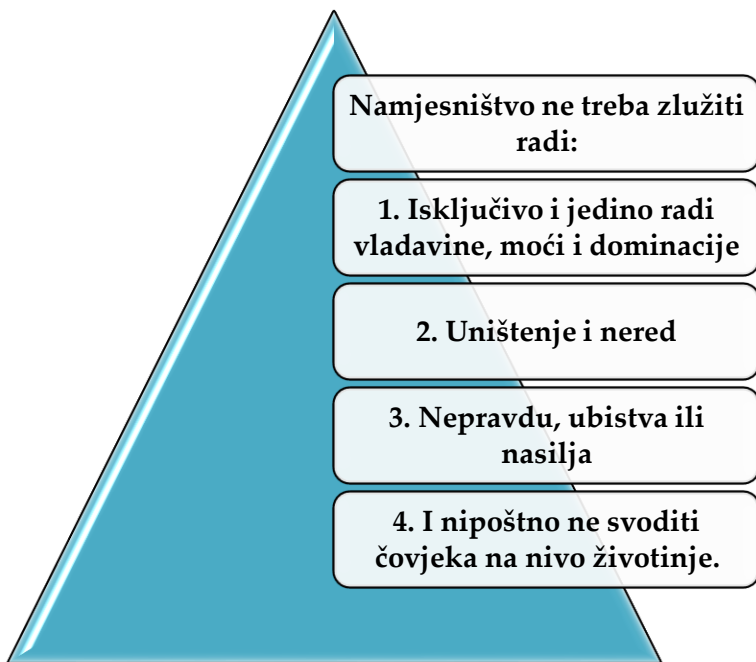 Namjesništvo ne treba zlužiti
radi:
1. Isključivo i jedino radi
vladavine, moći i dominacije
2. Uništenje i nered
3. Nepravdu, ubistva ili
nasilja
4. I nipoštno ne svoditi
čovjeka na nivo životinje.